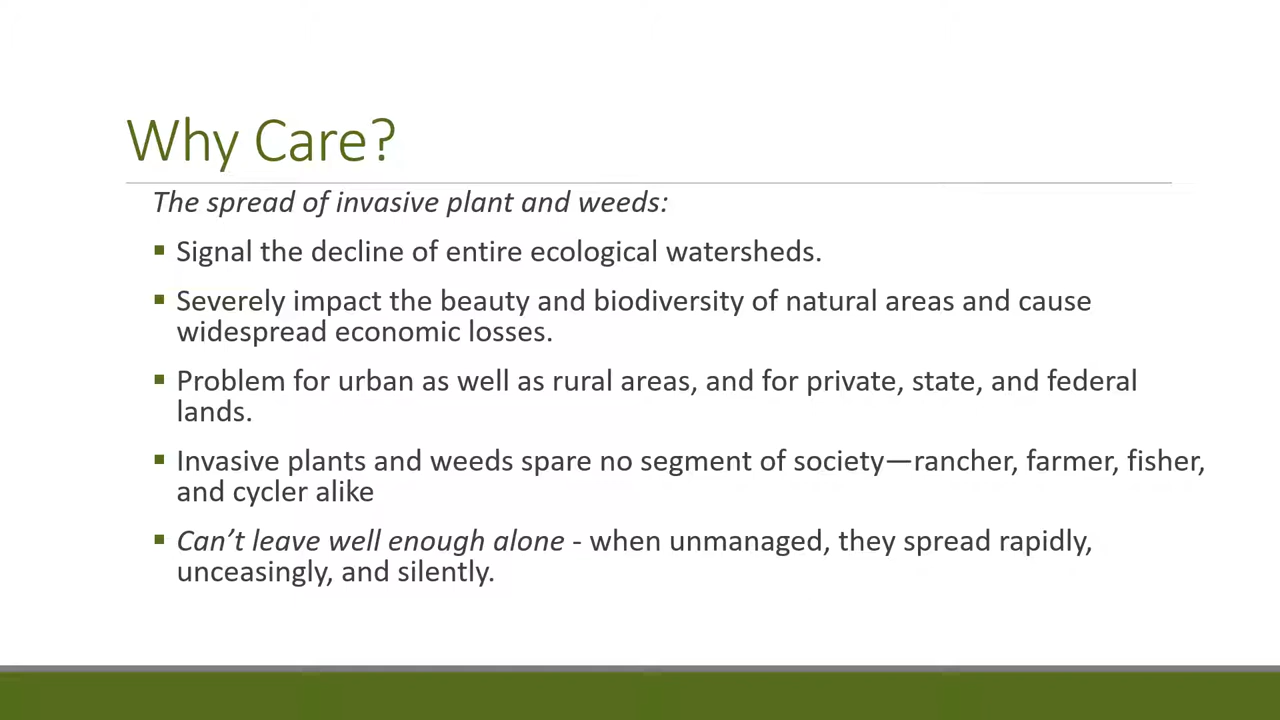 Why Care?
The spread of invasive plant and weeds:
▪ Signal the decline of entire ecological watersheds.
▪ Severely impact the beauty and biodiversity of natural areas and cause
widespread economic losses.
▪ Problem for urban as well as rural areas, and for private, state, and federal
lands.
▪ Invasive plants and weeds spare no segment of society—rancher, farmer, fisher,
and cycler alike
▪ Can’t leave well enough alone - when unmanaged, they spread rapidly,
unceasingly, and silently.